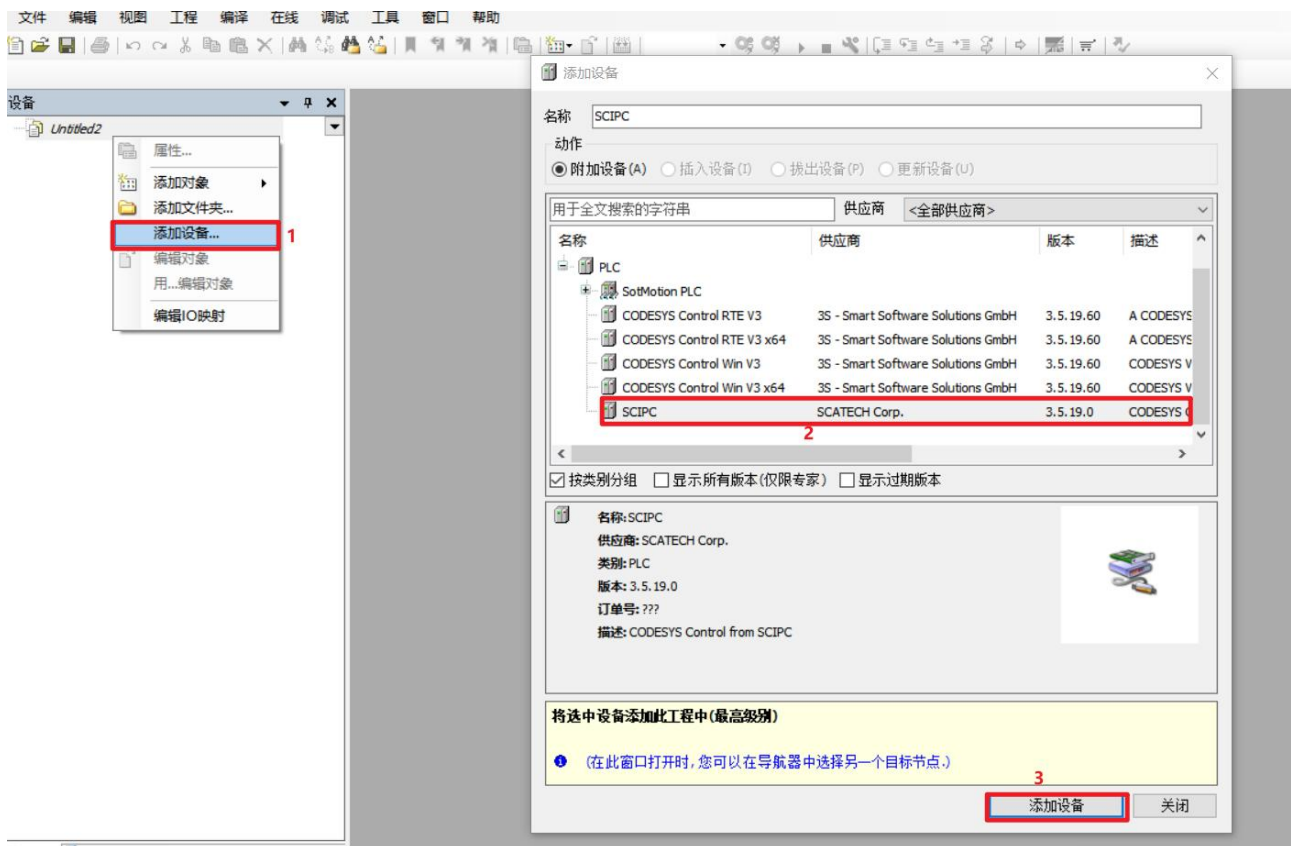 文件 编辑 视图 工程 编译 在线 调试 工具 窗口 帮助
设备
Untitled2
属性...
添加对象
添加文件夹...
添加设备... 1
编辑对象
用...编辑对象
编辑IO映射
添加设备
名称 SCIPC
动作
附加设备(A) 插入设备(I) 拔出设备(P) 更新设备(U)
用于全文搜索的字符串 供应商 <全部供应商>
名称 供应商 版本 描述
PLC
SotMotion PLC
CODESYS Control RTE V3 3S - Smart Software Solutions GmbH 3.5.19.60 A CODESYS
CODESYS Control RTE V3 x64 3S - Smart Software Solutions GmbH 3.5.19.60 A CODESYS
CODESYS Control Win V3 3S - Smart Software Solutions GmbH 3.5.19.60 CODESYS V
CODESYS Control Win V3 x64 3S - Smart Software Solutions GmbH 3.5.19.60 CODESYS V
SCIPC SCATECH Corp. 3.5.19.0 CODESYS C
2
按类别分组 显示所有版本(仅限专家) 显示过期版本
名称:SCIPC
供应商: SCATECH Corp.
类别: PLC
版本: 3.5.19.0
订单号: ???
描述: CODESYS Control from SCIPC
将选中设备添加此工程中(最高级别)
(在此窗口打开时,您可以在导航器中选择另一个目标节点.)
3
添加设备 关闭